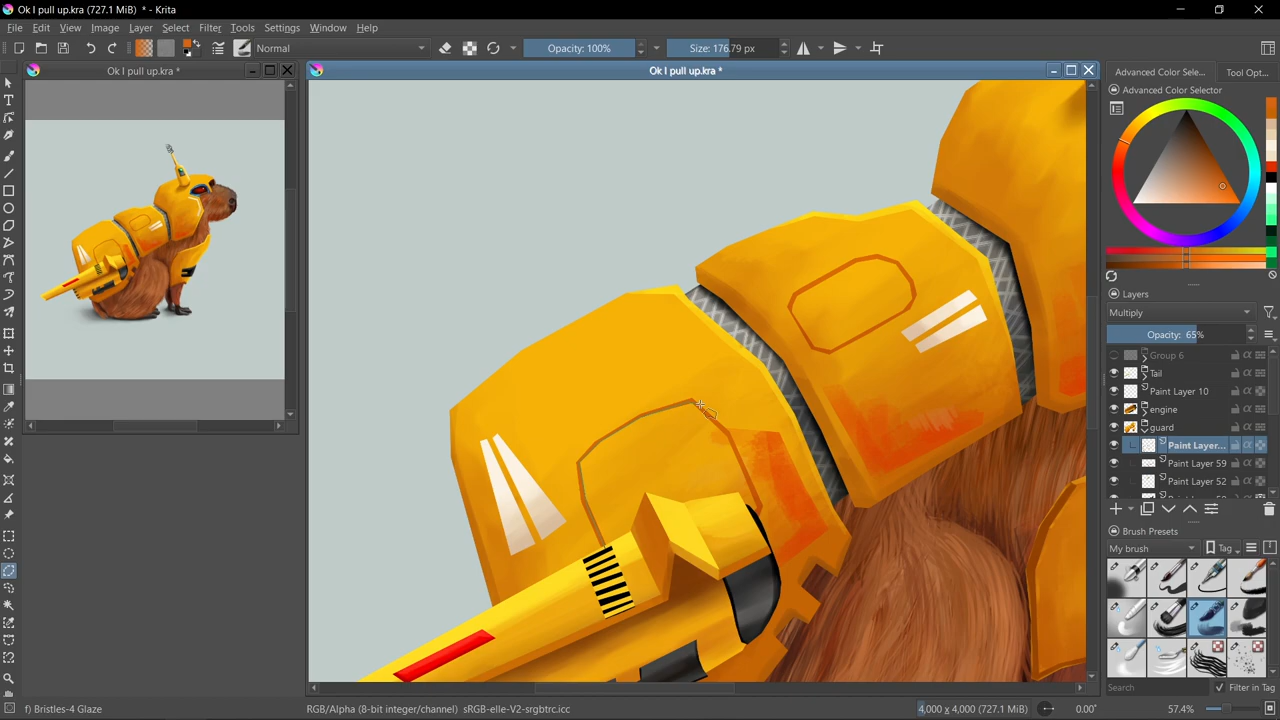 Ok I pull up.kra (727.1 MiB) * - Krita
File Edit View Image Layer Select Filter Tools Settings Window Help
Normal Opacity: 100% Size: 176.79 px
Ok I pull up.kra * Ok I pull up.kra * Advanced Color Sele... Tool Opt...
Advanced Color Selector
Layers
Multiply
Opacity: 65%
Group 6
Tail
Paint Layer 10
engine
guard
Paint Layer...
Paint Layer 59
Paint Layer 52
Brush Presets
My brush Tag
Search Filter in Tag
f) Bristles-4 Glaze RGB/Alpha (8-bit integer/channel) sRGB-elle-V2-srgbtrc.icc 4,000 x 4,000 (727.1 MiB) 0.00° 57.4%